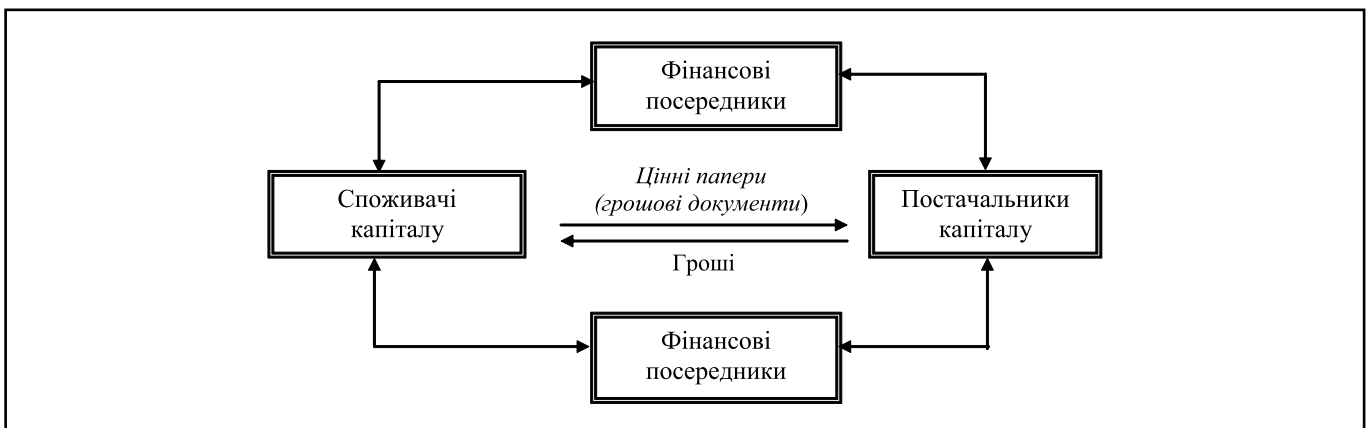 Фінансові
посередники
Споживачі
капіталу
Цінні папери
(грошові документи)
Гроші
Постачальники
капіталу
Фінансові
посередники